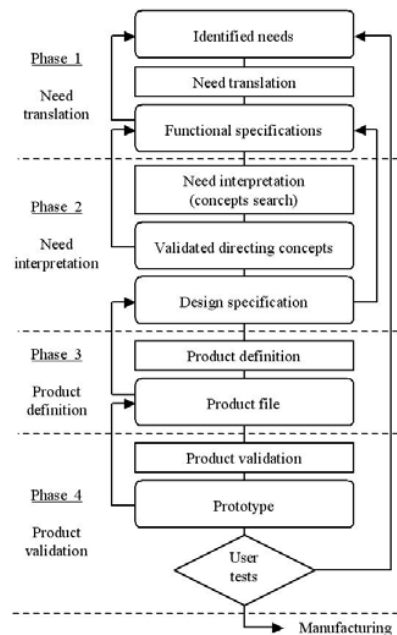 Identified needs
Phase 1
Need
translation
Need translation
Functional specifications
Phase 2
Need
interpretation
Need interpretation
(concepts search)
Validated directing concepts
Design specification
Phase 3
Product
definition
Product definition
Product file
Phase 4
Product
validation
Product validation
Prototype
User
tests
Manufacturing